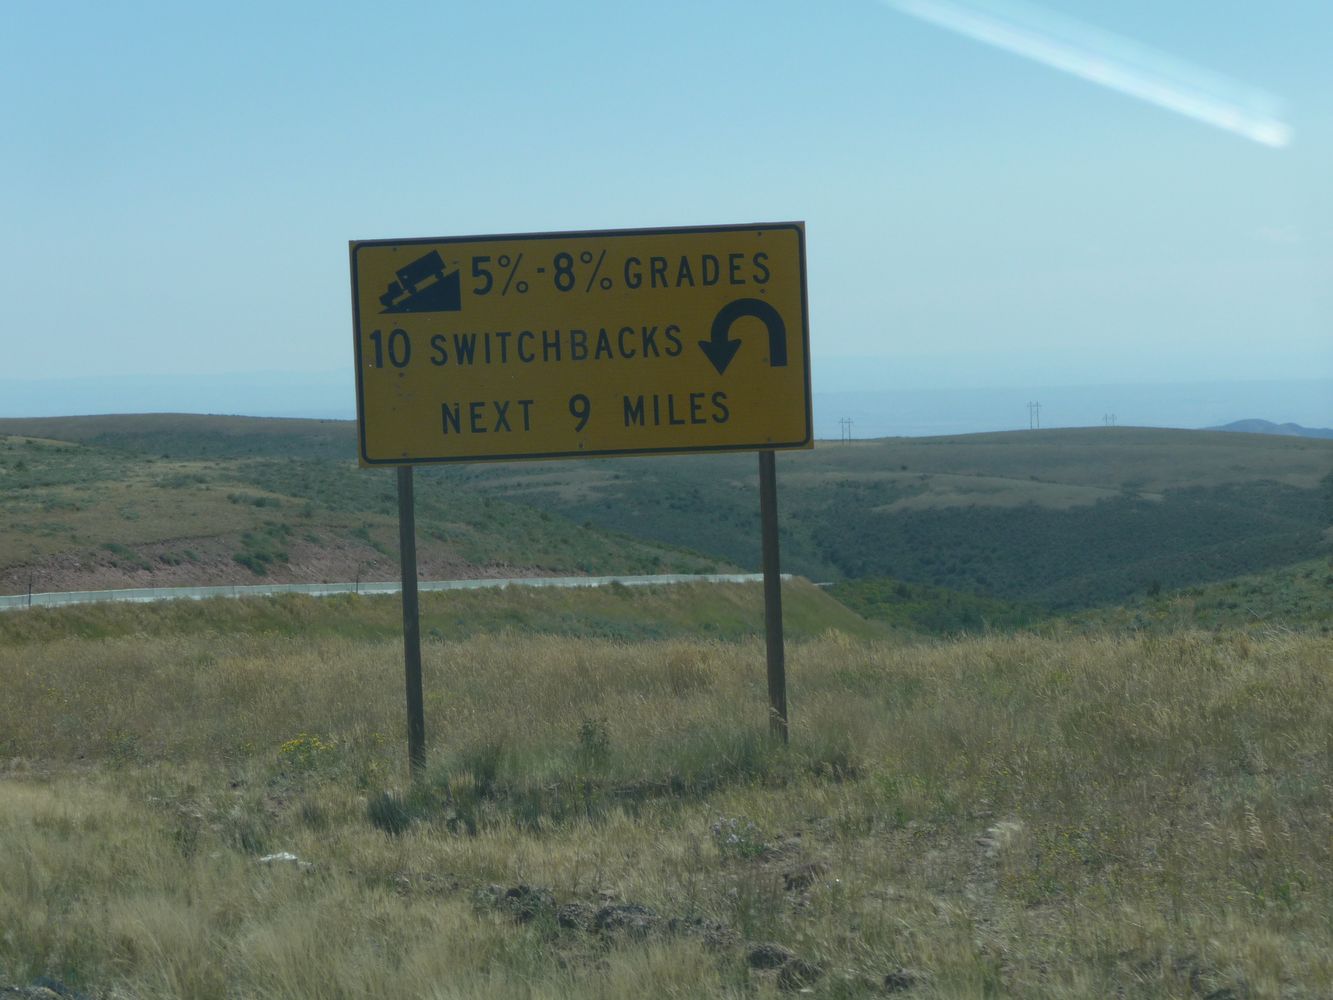 5%-8% GRADES
10 SWITCHBACKS
NEXT 9 MILES